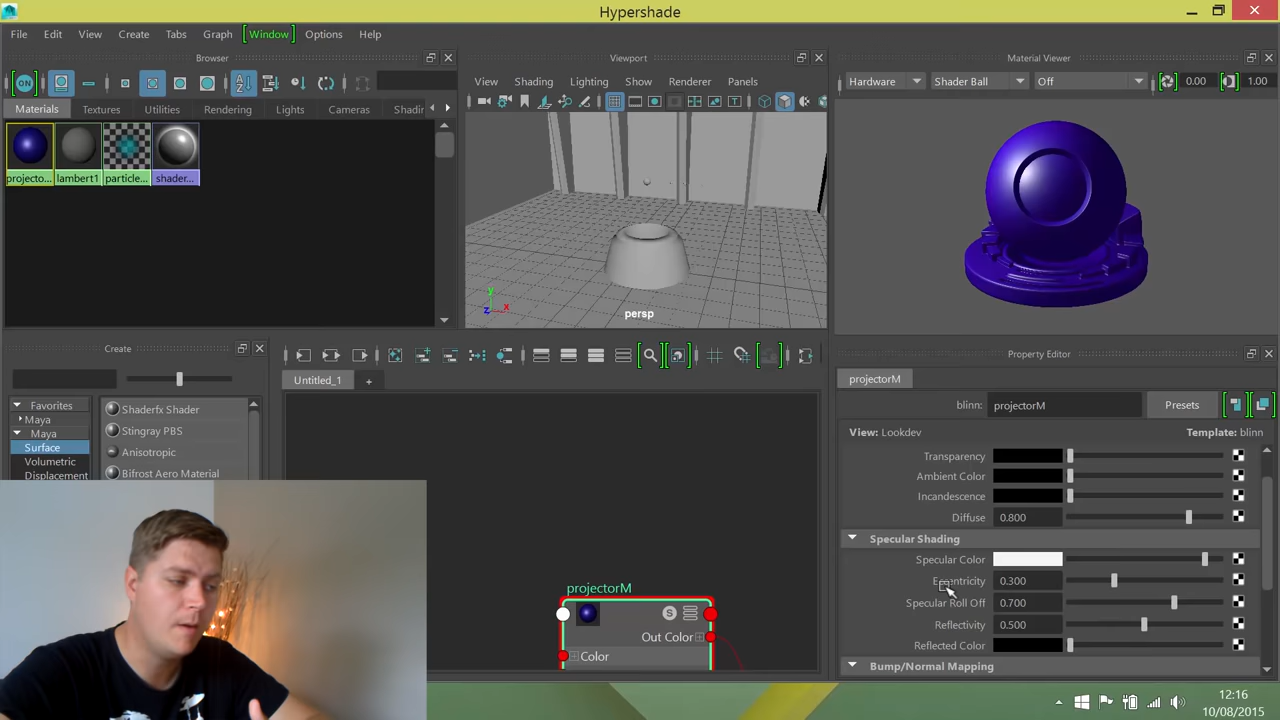 Hypershade
File Edit View Create Tabs Graph [Window] Options Help
Browser
ON
Materials Textures Utilities Rendering Lights Cameras Shadi
projecto... lambert1 particle... shader...
Viewport
View Shading Lighting Show Renderer Panels
y
z x
persp
Material Viewer
Hardware Shader Ball Off 0.00 1.00
Create
Favorites
Maya
Maya
Surface
Volumetric
Displacement
Shaderfx Shader
Stingray PBS
Anisotropic
Bifrost Aero Material
Untitled_1 +
projectorM
S
Out Color
Color
Property Editor
projectorM
blinn: projectorM Presets
View: Lookdev Template: blinn
Transparency
Ambient Color
Incandescence
Diffuse 0.800
Specular Shading
Specular Color
Eccentricity 0.300
Specular Roll Off 0.700
Reflectivity 0.500
Reflected Color
Bump/Normal Mapping
12:16
10/08/2015